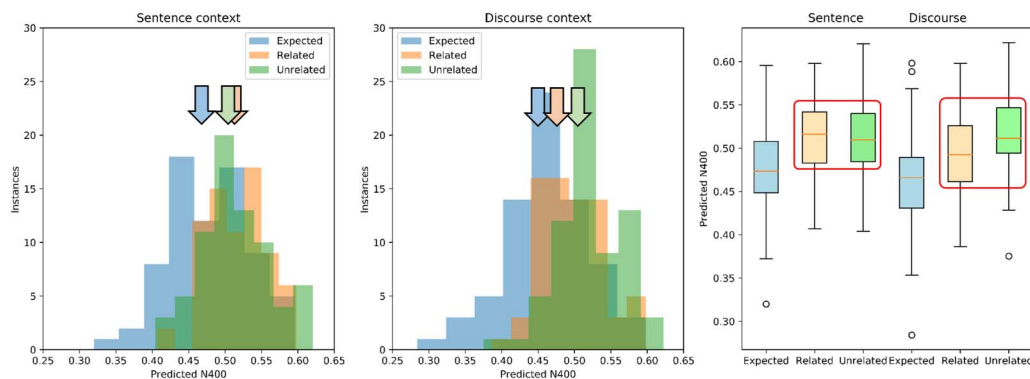 Sentence context
30
25
20
15
10
5
0
Instances
Expected
Related
Unrelated
0.25 0.30 0.35 0.40 0.45 0.50 0.55 0.60 0.65
Predicted N400
Discourse context
30
25
20
15
10
5
0
Instances
Expected
Related
Unrelated
0.25 0.30 0.35 0.40 0.45 0.50 0.55 0.60 0.65
Predicted N400
Sentence Discourse
0.60
0.55
0.50
0.45
0.40
0.35
0.30
Predicted N400
Expected Related Unrelated Expected Related Unrelated